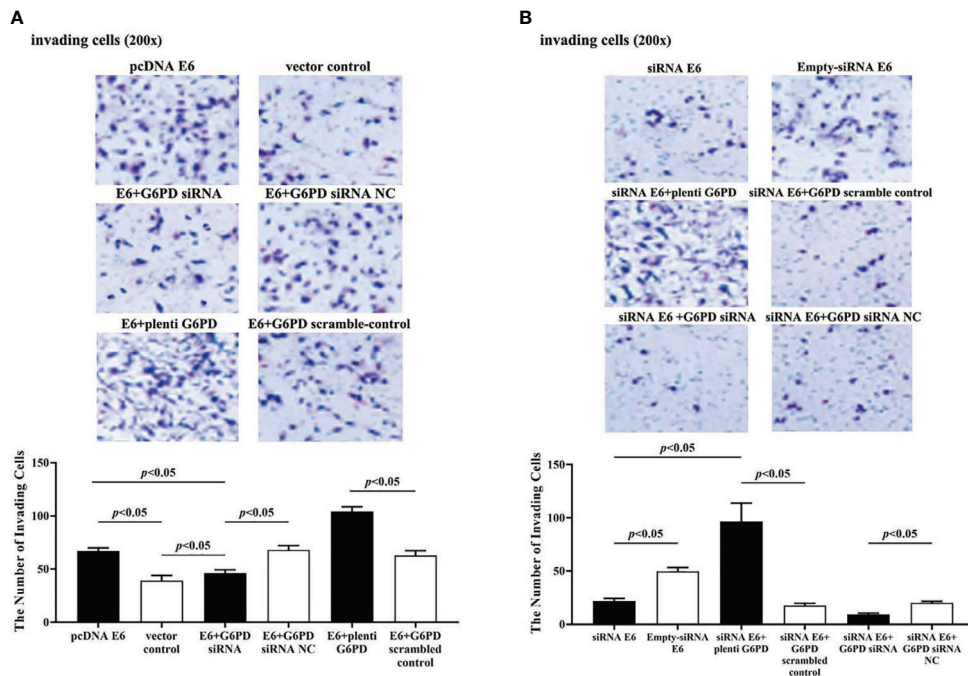 A
invading cells (200x)
pcDNA E6
vector control
E6+G6PD siRNA
E6+G6PD siRNA NC
E6+plenti G6PD
E6+G6PD scramble-control
The Number of Invading Cells
150
100
50
0
p<0.05
p<0.05
p<0.05
p<0.05
p<0.05
pcDNA E6
vector
control
E6+G6PD
siRNA
E6+G6PD
siRNA NC
E6+plenti
G6PD
E6+G6PD
scrambled
control
B
invading cells (200x)
siRNA E6
Empty-siRNA E6
siRNA E6+plenti G6PD
siRNA E6+G6PD scramble control
siRNA E6 +G6PD siRNA
siRNA E6+G6PD siRNA NC
The Number of Invading Cells
150
100
50
0
p<0.05
p<0.05
p<0.05
p<0.05
siRNA E6
Empty-siRNA
E6
siRNA E6+
plenti G6PD
siRNA E6+
G6PD
scrambled
control
siRNA E6+
G6PD siRNA
siRNA E6+
G6PD siRNA
NC